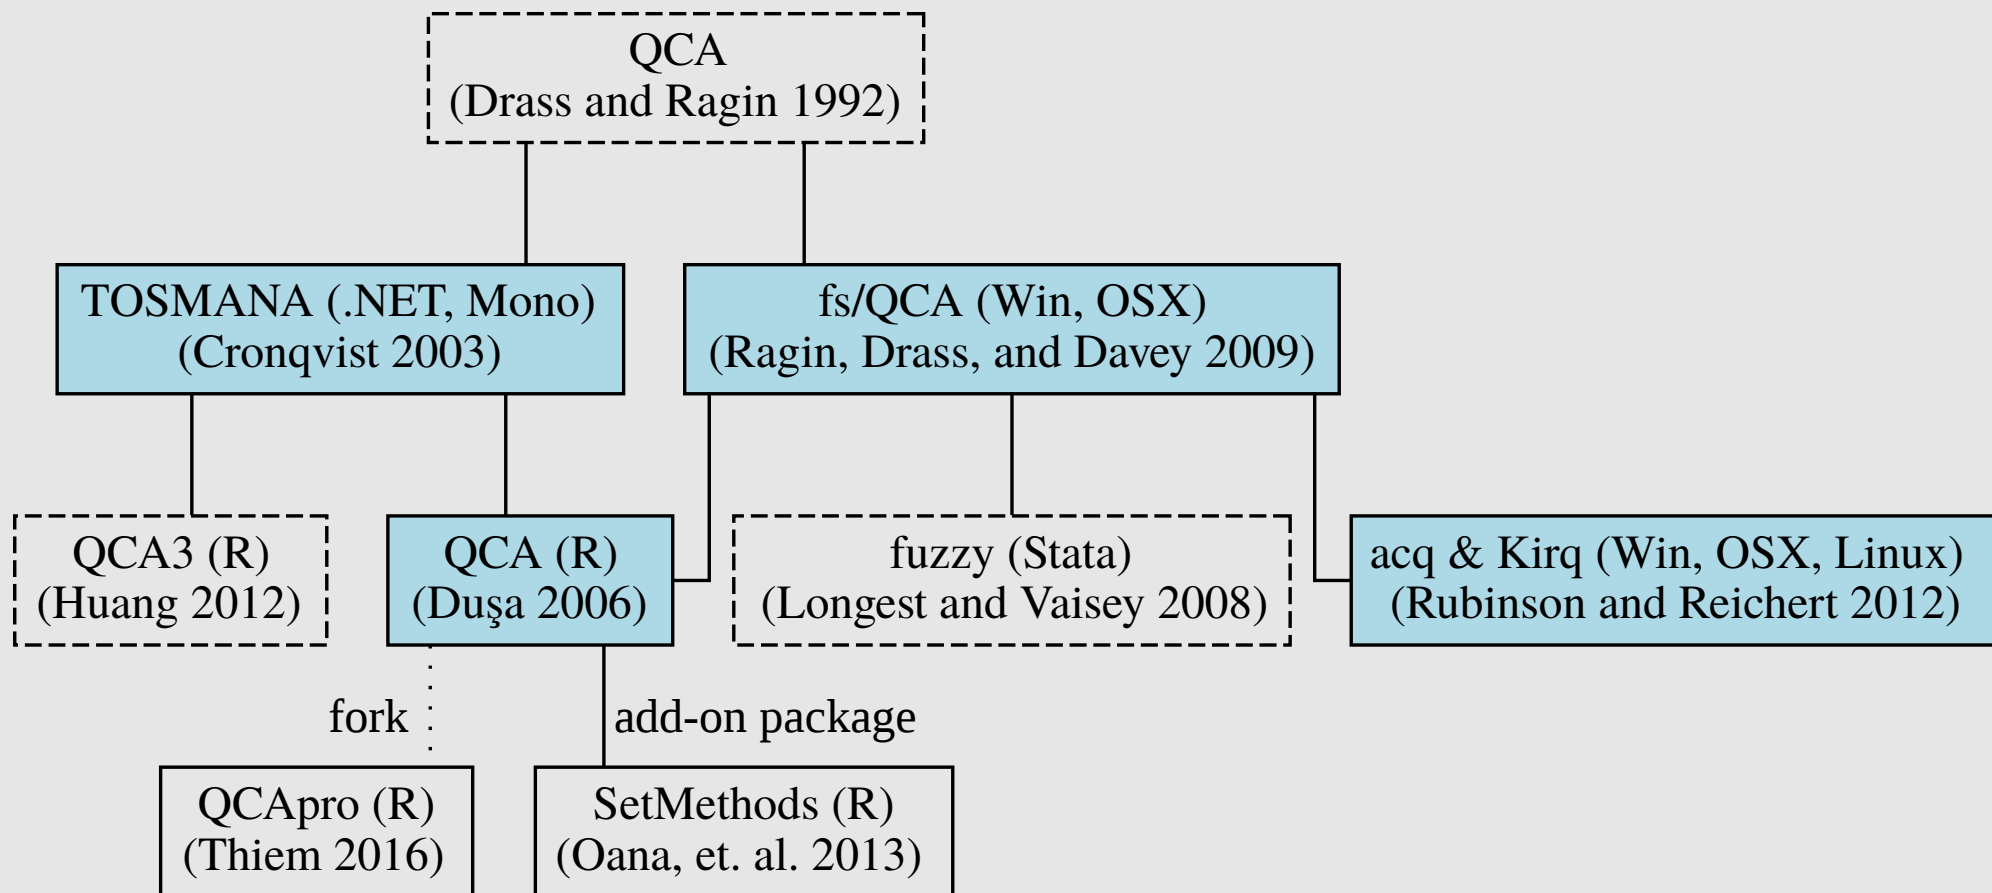 QCA
(Drass and Ragin 1992)
TOSMANA (.NET, Mono)
(Cronqvist 2003)
fs/QCA (Win, OSX)
(Ragin, Drass, and Davey 2009)
QCA3 (R)
(Huang 2012)
QCA (R)
(Duşa 2006)
fuzzy (Stata)
(Longest and Vaisey 2008)
acq & Kirq (Win, OSX, Linux)
(Rubinson and Reichert 2012)
fork
add-on package
QCApro (R)
(Thiem 2016)
SetMethods (R)
(Oana, et. al. 2013)